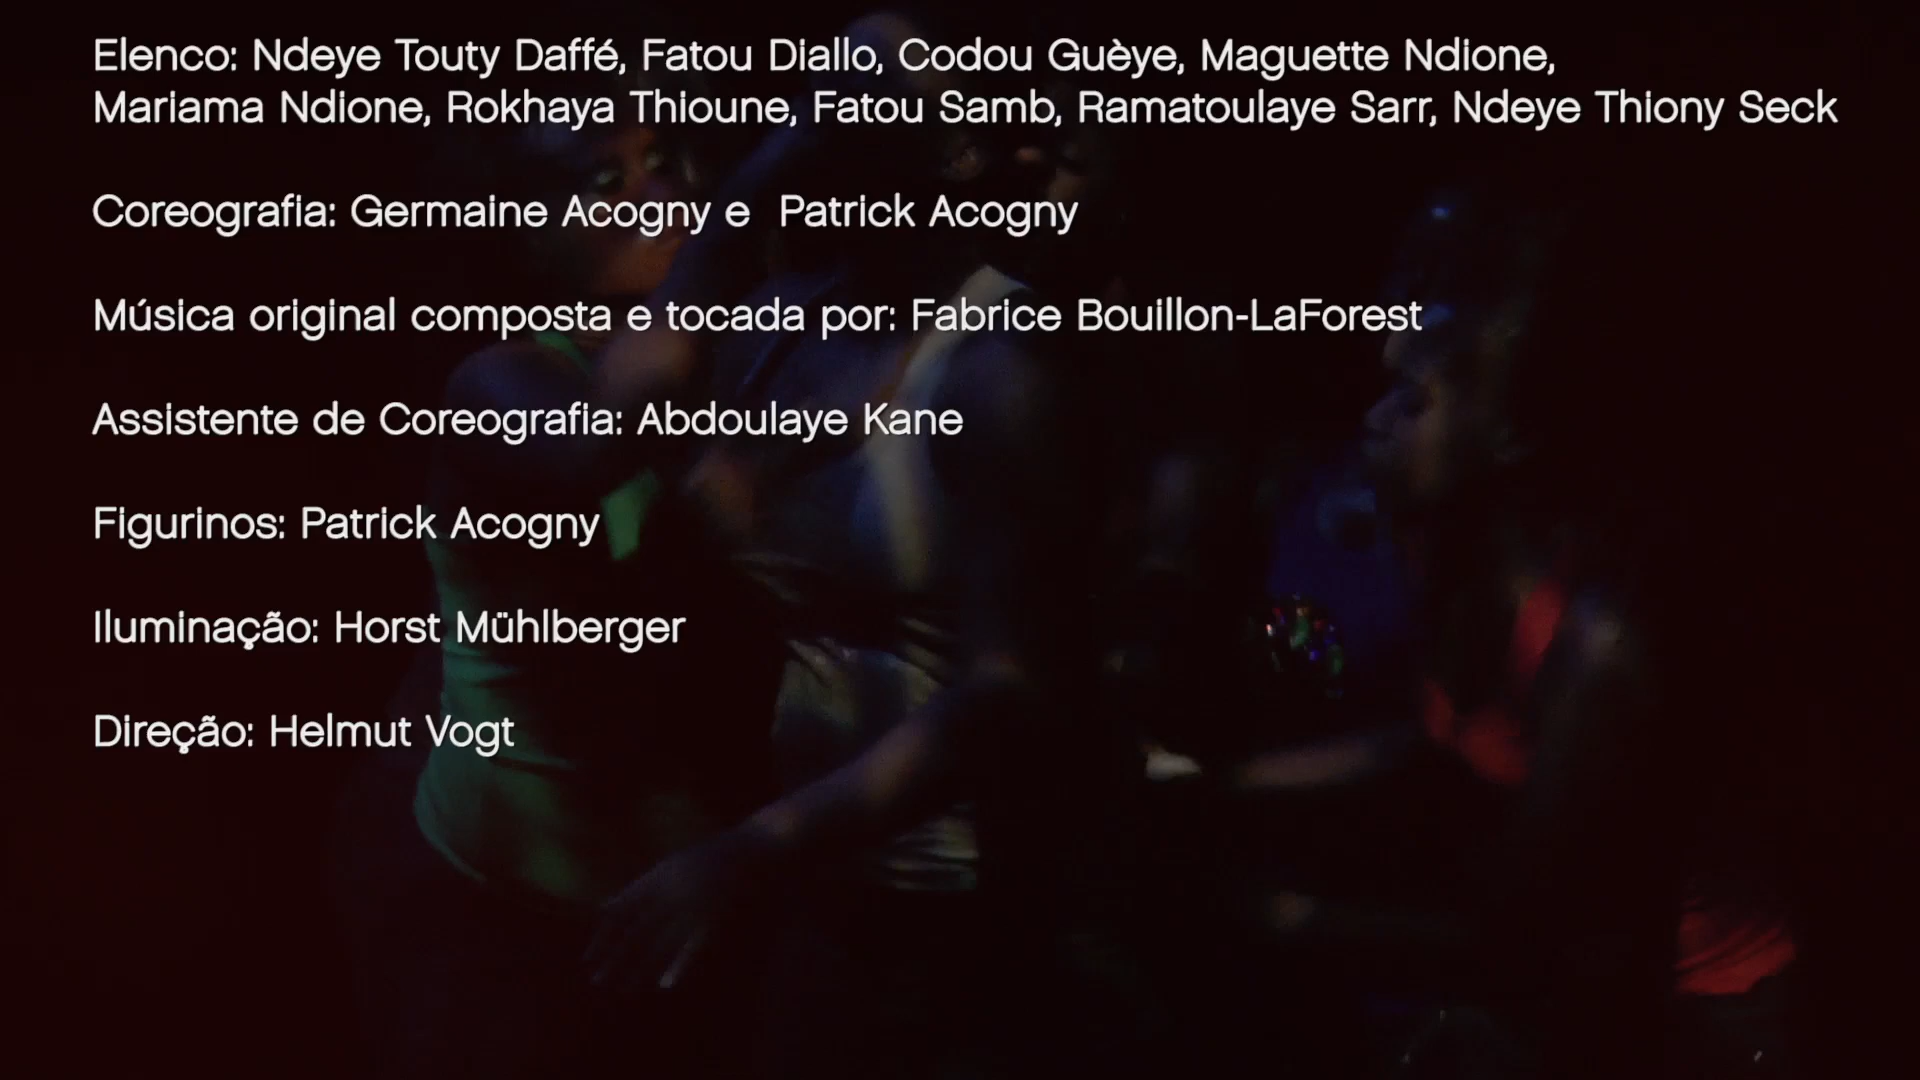 Elenco: Ndeye Touty Daffé, Fatou Diallo, Codou Guèye, Maguette Ndione,
Mariama Ndione, Rokhaya Thioune, Fatou Samb, Ramatoulaye Sarr, Ndeye Thiony Seck
Coreografia: Germaine Acogny e  Patrick Acogny
Música original composta e tocada por: Fabrice Bouillon-LaForest
Assistente de Coreografia: Abdoulaye Kane
Figurinos: Patrick Acogny
Iluminação: Horst Mühlberger
Direção: Helmut Vogt